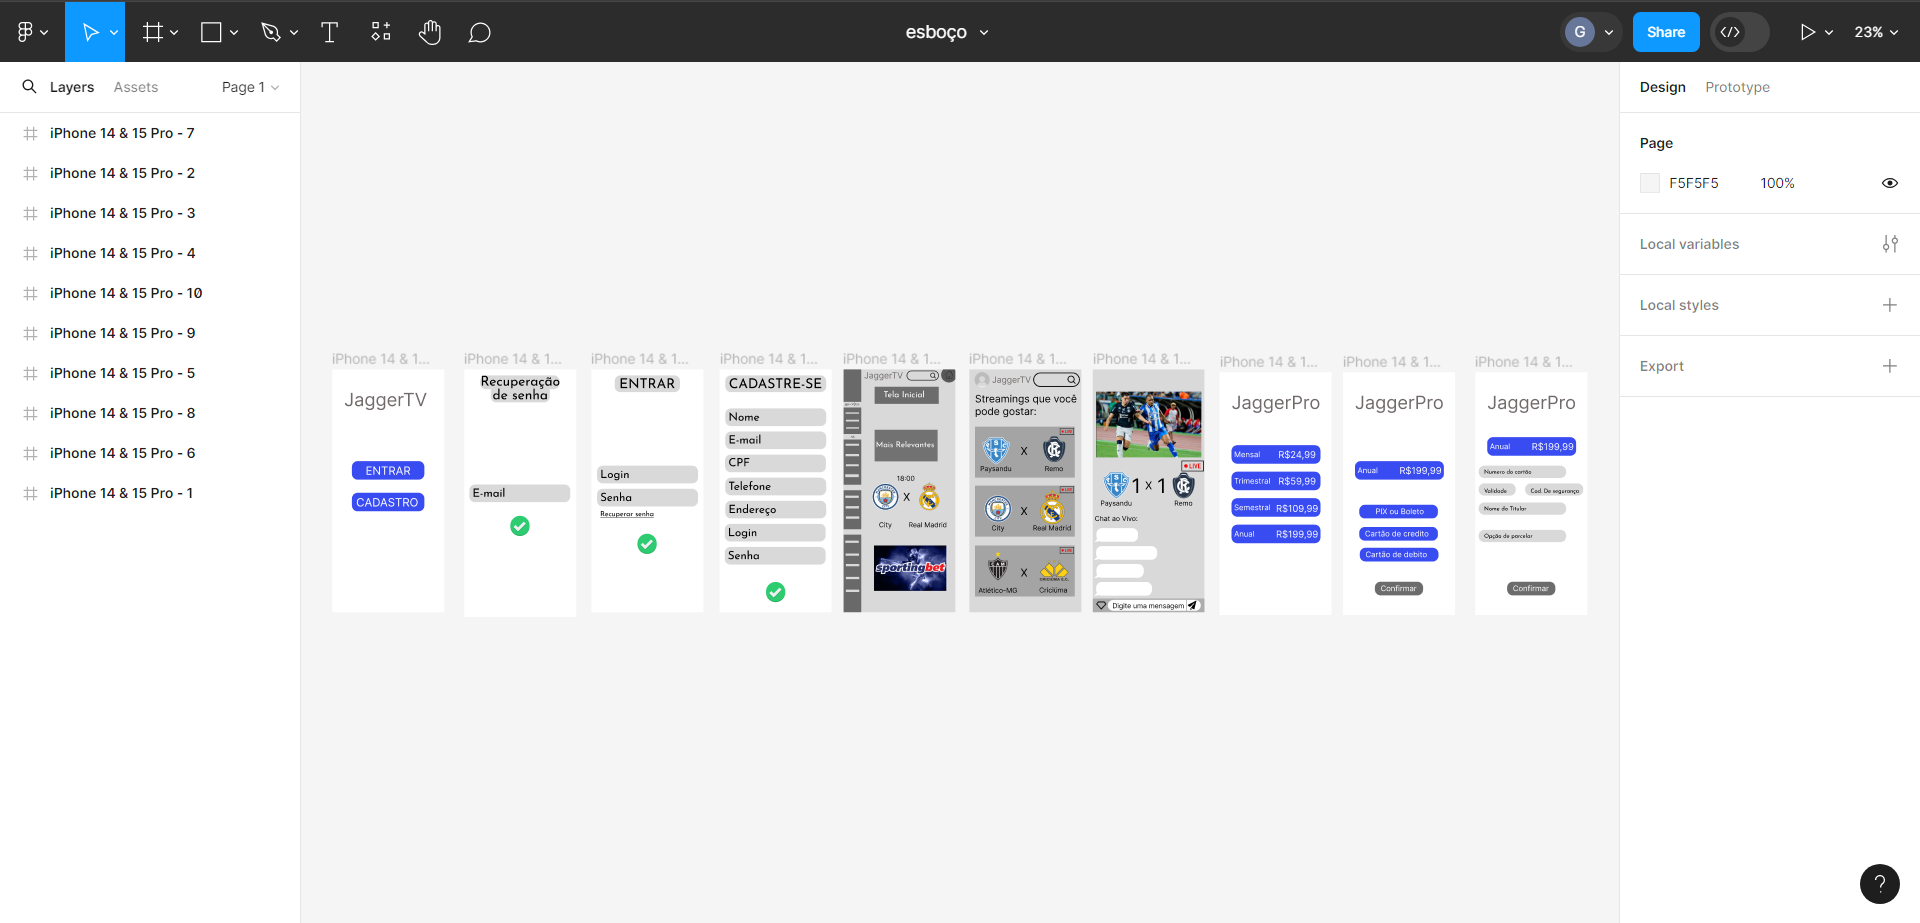 esboço
G
Share
23%
Layers
Assets
Page 1
Design
Prototype
iPhone 14 & 15 Pro - 7
iPhone 14 & 15 Pro - 2
iPhone 14 & 15 Pro - 3
iPhone 14 & 15 Pro - 4
iPhone 14 & 15 Pro - 10
iPhone 14 & 15 Pro - 9
iPhone 14 & 15 Pro - 5
iPhone 14 & 15 Pro - 8
iPhone 14 & 15 Pro - 6
iPhone 14 & 15 Pro - 1
iPhone 14 & 1...
JaggerTV
ENTRAR
CADASTRO
iPhone 14 & 1...
Recuperação
de senha
E-mail
iPhone 14 & 1...
ENTRAR
Login
Senha
Recuperar senha
iPhone 14 & 1...
CADASTRE-SE
Nome
E-mail
CPF
Telefone
Endereço
Login
Senha
iPhone 14 & 1...
JaggerTV
Tela Inicial
Mais Relevantes
18:00
X
City
Real Madrid
sportingbet
iPhone 14 & 1...
JaggerTV
Streamings que você
pode gostar:
LIVE
X
Paysandu
Remo
LIVE
X
City
Real Madrid
LIVE
X
Atlético-MG
Criciúma
iPhone 14 & 1...
LIVE
1 x 1
Paysandu
Remo
Chat ao Vivo:
Digite uma mensagem
iPhone 14 & 1...
JaggerPro
Mensal R$24,99
Trimestral R$59,99
Semestral R$109,99
Anual R$199,99
iPhone 14 & 1...
JaggerPro
Anual R$199,99
PIX ou Boleto
Cartão de credito
Cartão de debito
Confirmar
iPhone 14 & 1...
JaggerPro
Anual R$199,99
Numero do cartão
Validade
Cod. De segurança
Nome do Titular
Opção de parcelar
Confirmar
Page
F5F5F5
100%
Local variables
Local styles
Export
?